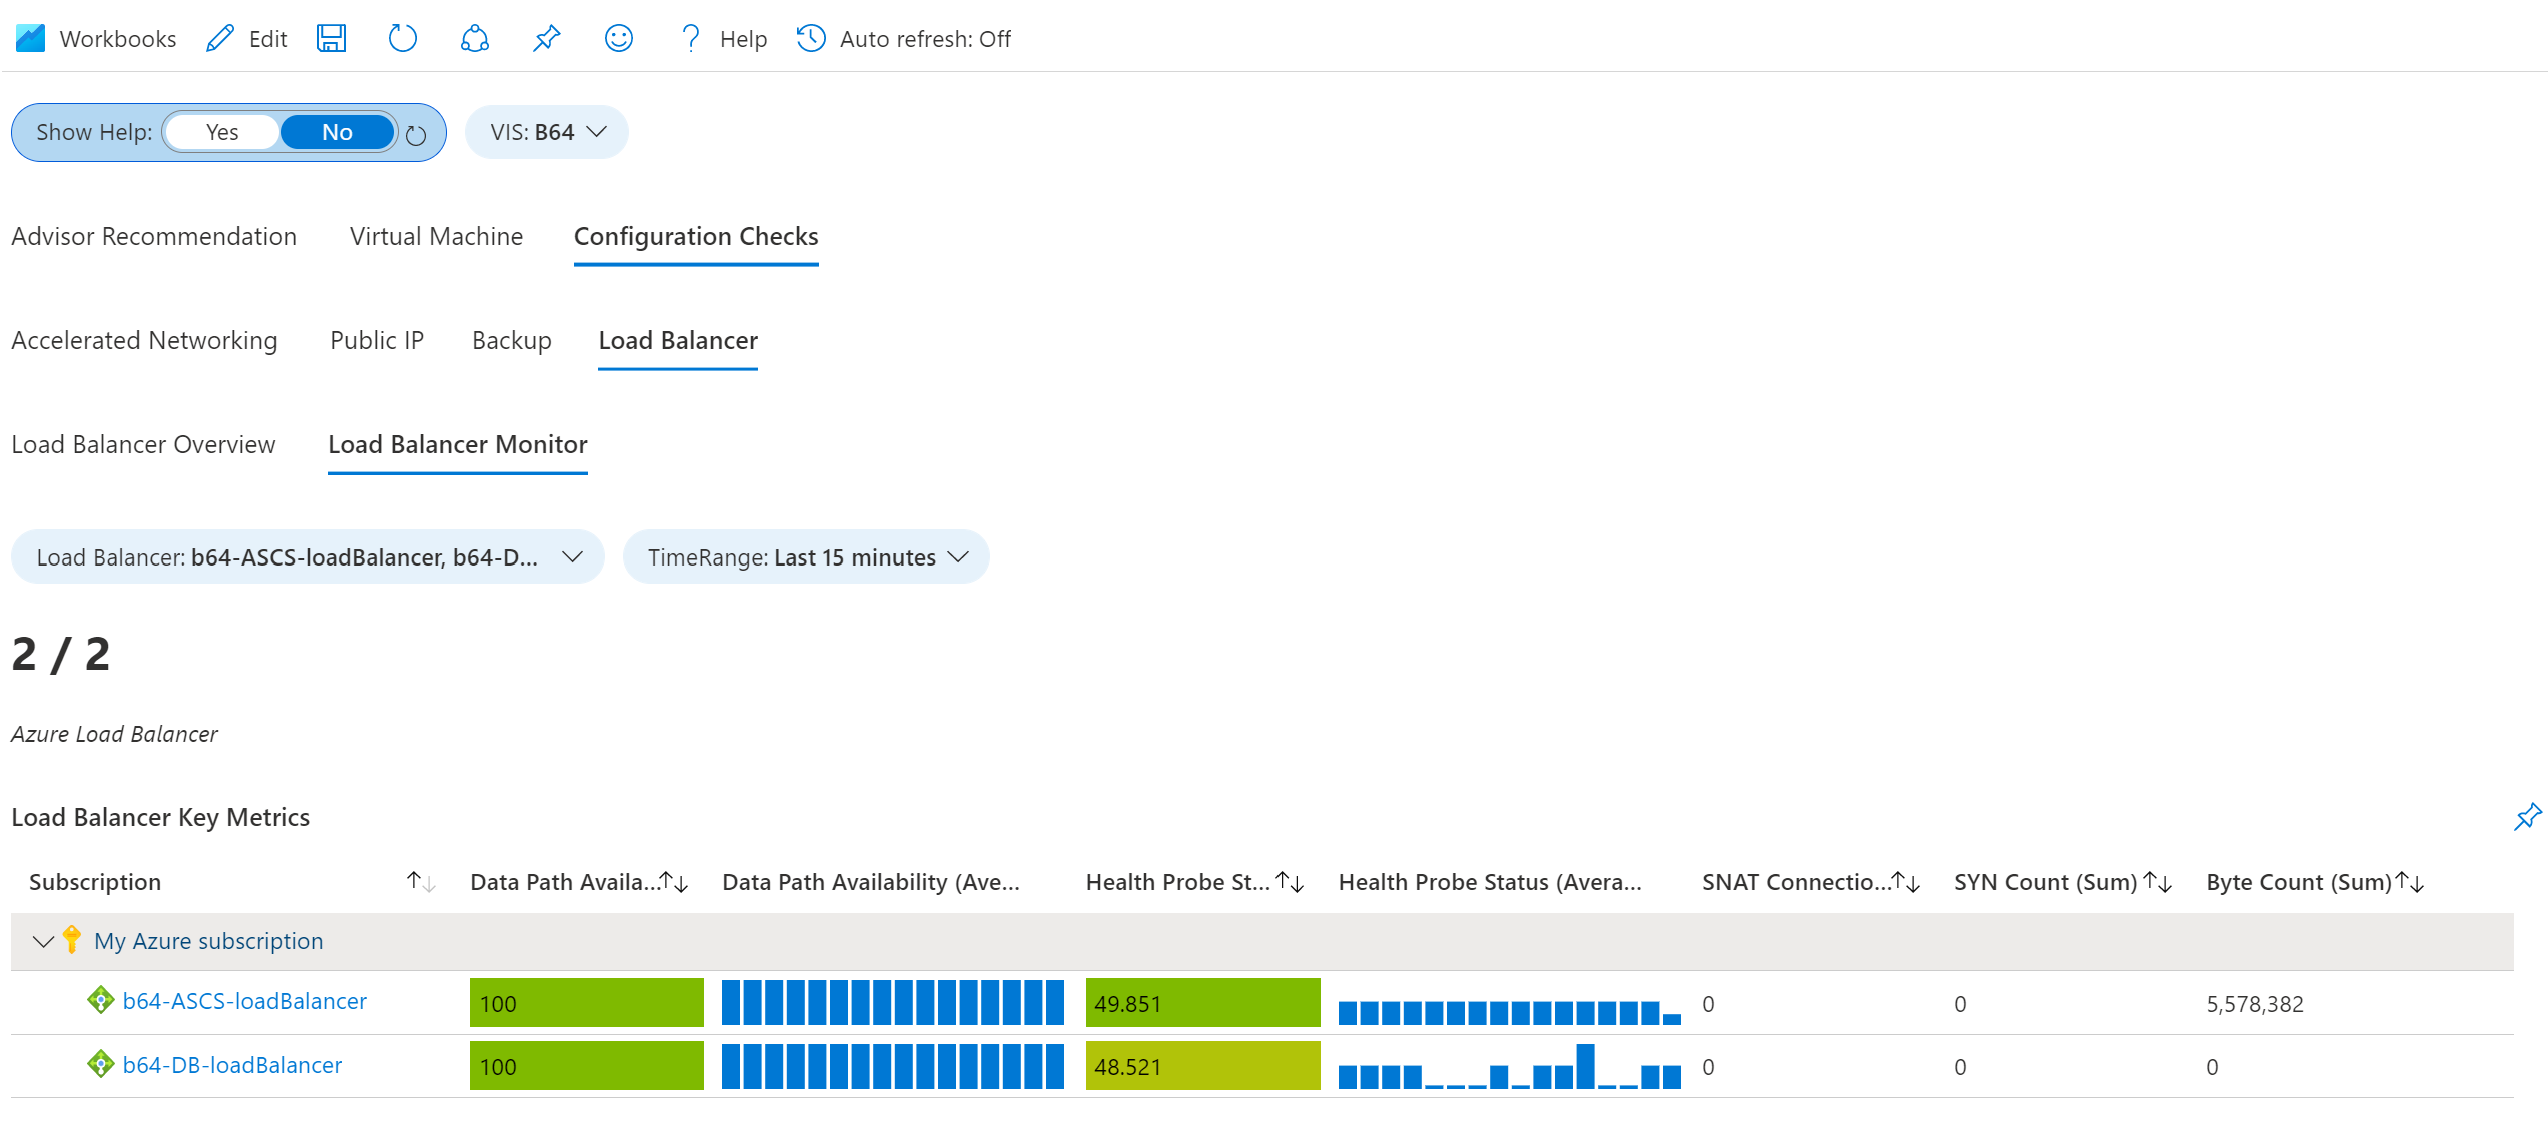 Workbooks Edit Help Auto refresh: Off
Show Help: Yes No VIS: B64
Advisor Recommendation Virtual Machine Configuration Checks
Accelerated Networking Public IP Backup Load Balancer
Load Balancer Overview Load Balancer Monitor
Load Balancer: b64-ASCS-loadBalancer, b64-D... TimeRange: Last 15 minutes
2 / 2
Azure Load Balancer
Load Balancer Key Metrics
Subscription Data Path Availa... Data Path Availability (Ave... Health Probe St... Health Probe Status (Avera... SNAT Connectio... SYN Count (Sum) Byte Count (Sum)
My Azure subscription
b64-ASCS-loadBalancer 100 49.851 0 0 5,578,382
b64-DB-loadBalancer 100 48.521 0 0 0